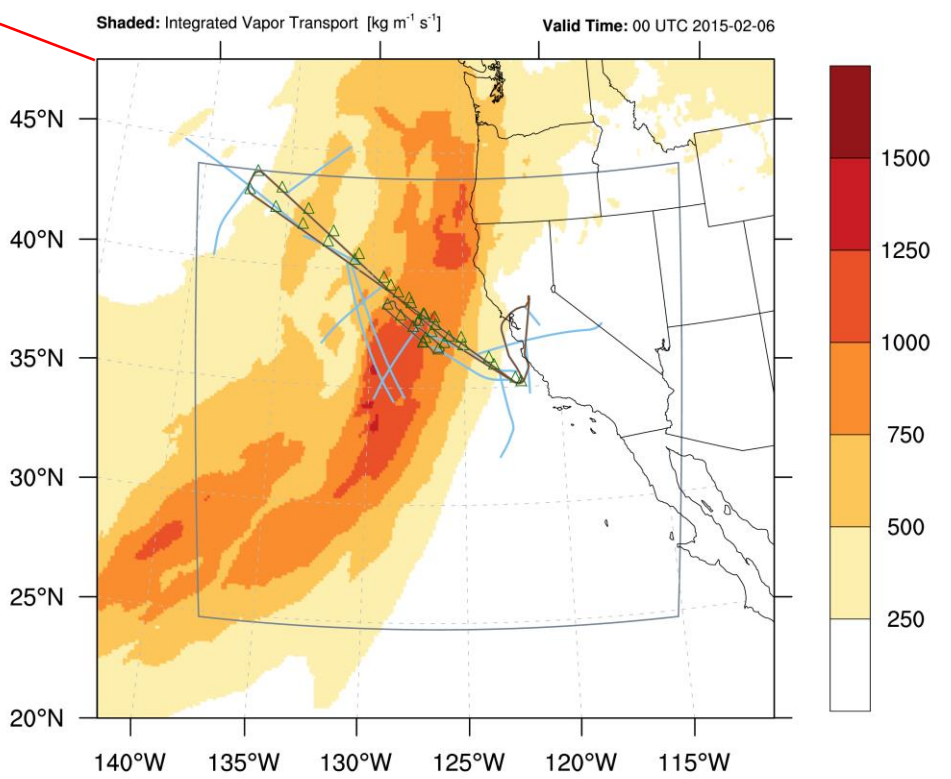 Shaded: Integrated Vapor Transport [kg m⁻¹ s⁻¹]
Valid Time: 00 UTC 2015-02-06
45°N
40°N
35°N
30°N
25°N
20°N
140°W
135°W
130°W
125°W
120°W
115°W
1500
1250
1000
750
500
250